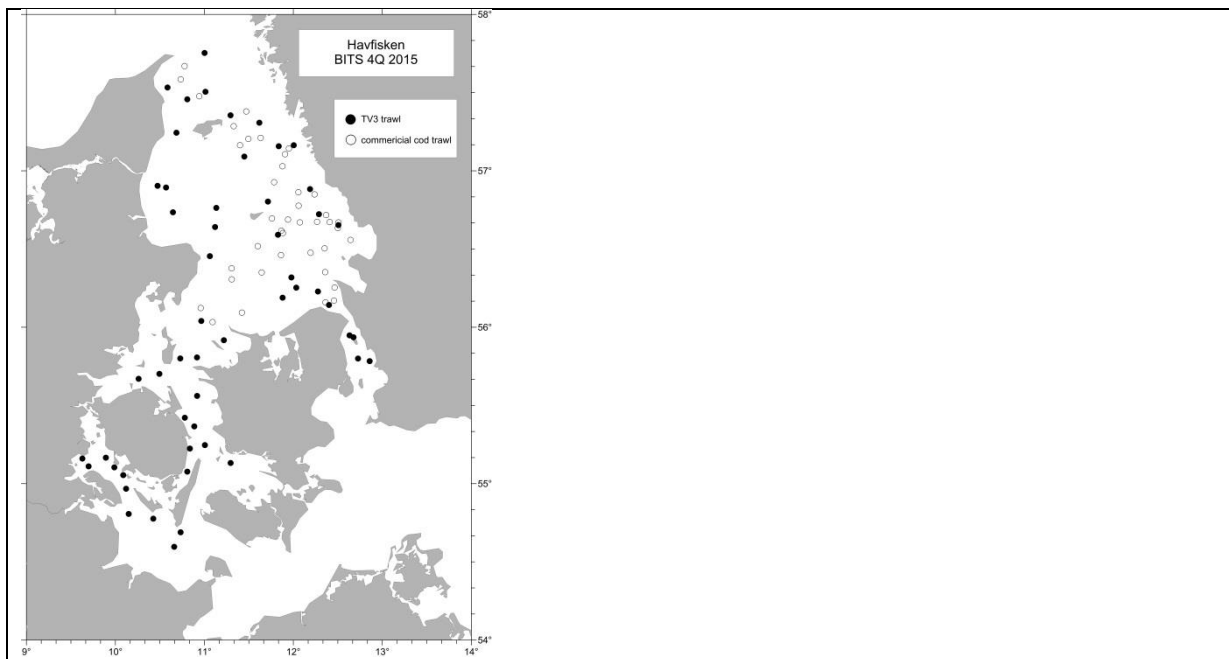 58°
Havfisken
BITS 4Q 2015
TV3 trawl
commericial cod trawl
57°
56°
55°
54°
9° 10° 11° 12° 13° 14°